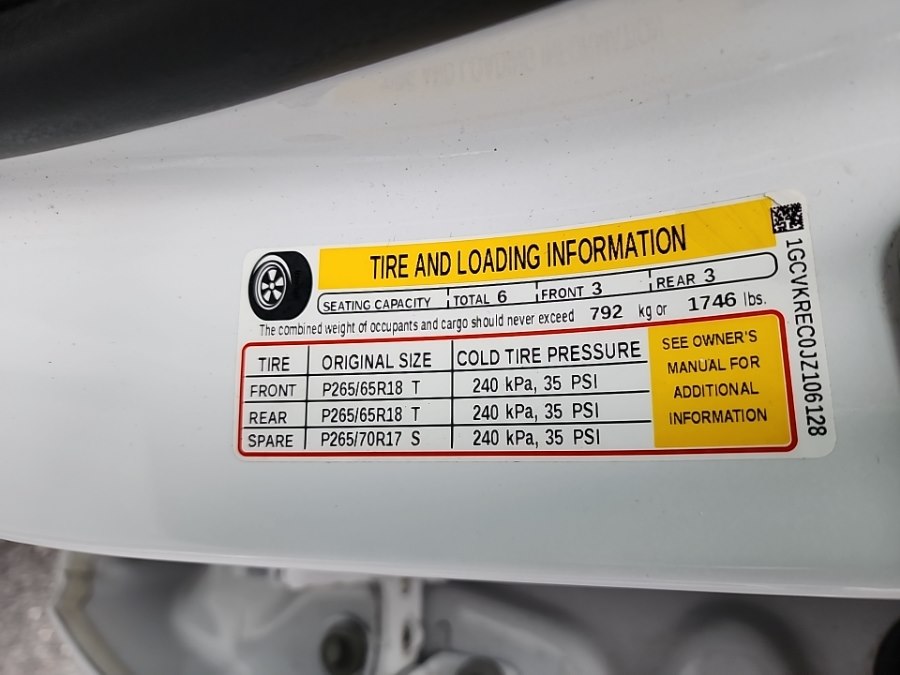 TIRE AND LOADING INFORMATION
SEATING CAPACITY TOTAL 6 FRONT 3 REAR 3
The combined weight of occupants and cargo should never exceed 792 kg or 1746 lbs.
TIRE ORIGINAL SIZE COLD TIRE PRESSURE
FRONT P265/65R18 T 240 kPa, 35 PSI
REAR P265/65R18 T 240 kPa, 35 PSI
SPARE P265/70R17 S 240 kPa, 35 PSI
SEE OWNER'S
MANUAL FOR
ADDITIONAL
INFORMATION
1GCVKREC0JZ106128